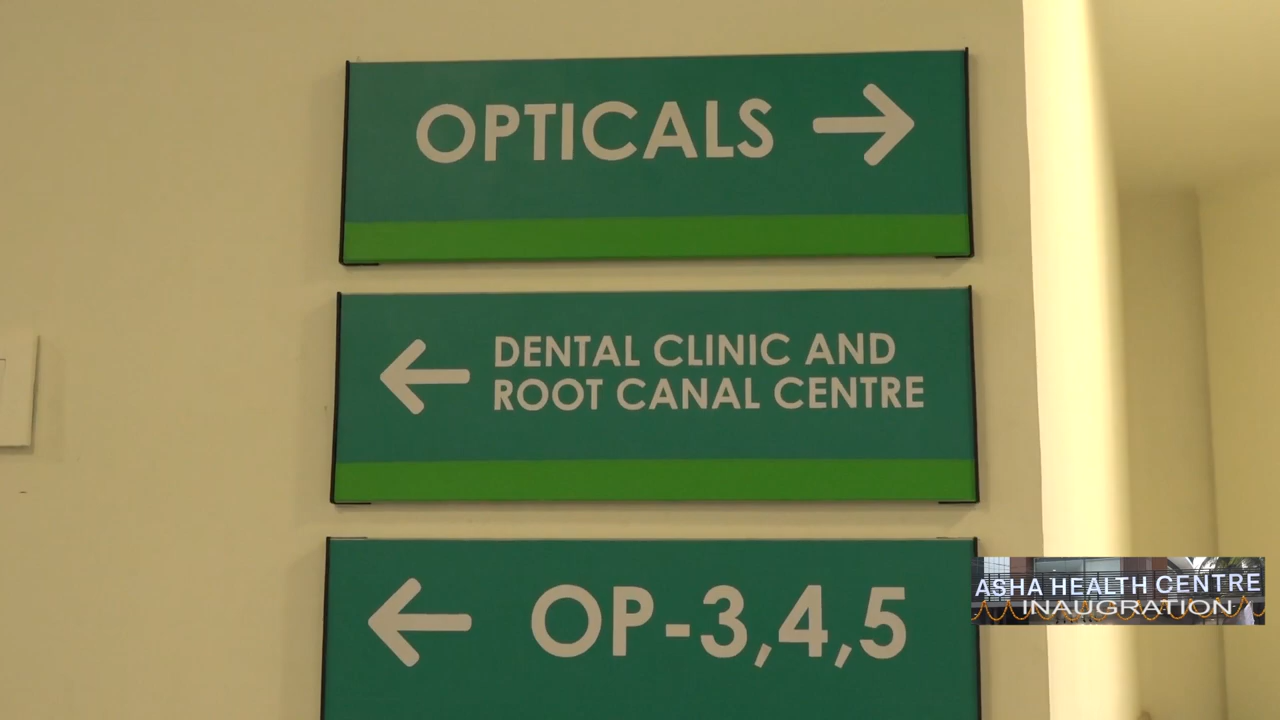 OPTICALS
DENTAL CLINIC AND
ROOT CANAL CENTRE
OP-3,4,5
ASHA HEALTH CENTRE
INAUGRATION